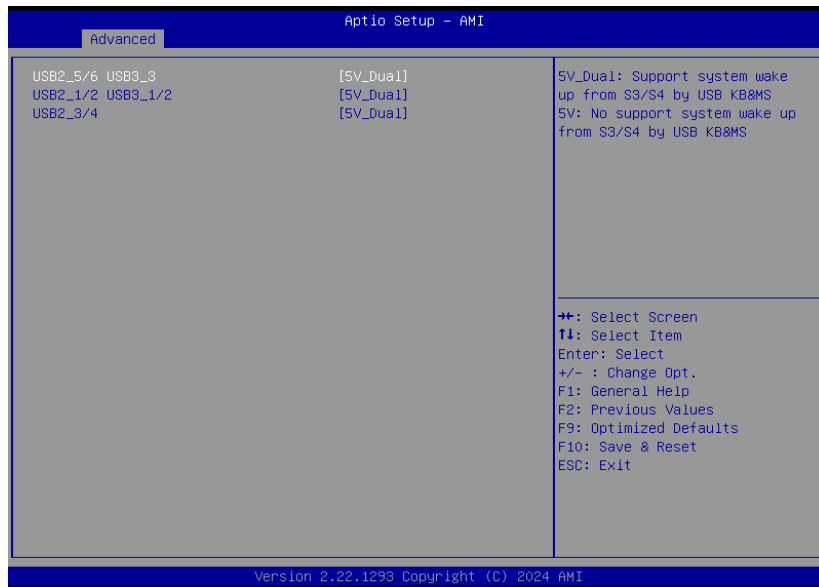 Aptio Setup – AMI
Advanced
USB2_5/6 USB3_3 [5V_Dual]
USB2_1/2 USB3_1/2 [5V_Dual]
USB2_3/4 [5V_Dual]
5V_Dual: Support system wake
up from S3/S4 by USB KB&MS
5V: No support system wake up
from S3/S4 by USB KB&MS
→←: Select Screen
↑↓: Select Item
Enter: Select
+/- : Change Opt.
F1: General Help
F2: Previous Values
F9: Optimized Defaults
F10: Save & Reset
ESC: Exit
Version 2.22.1293 Copyright (C) 2024 AMI